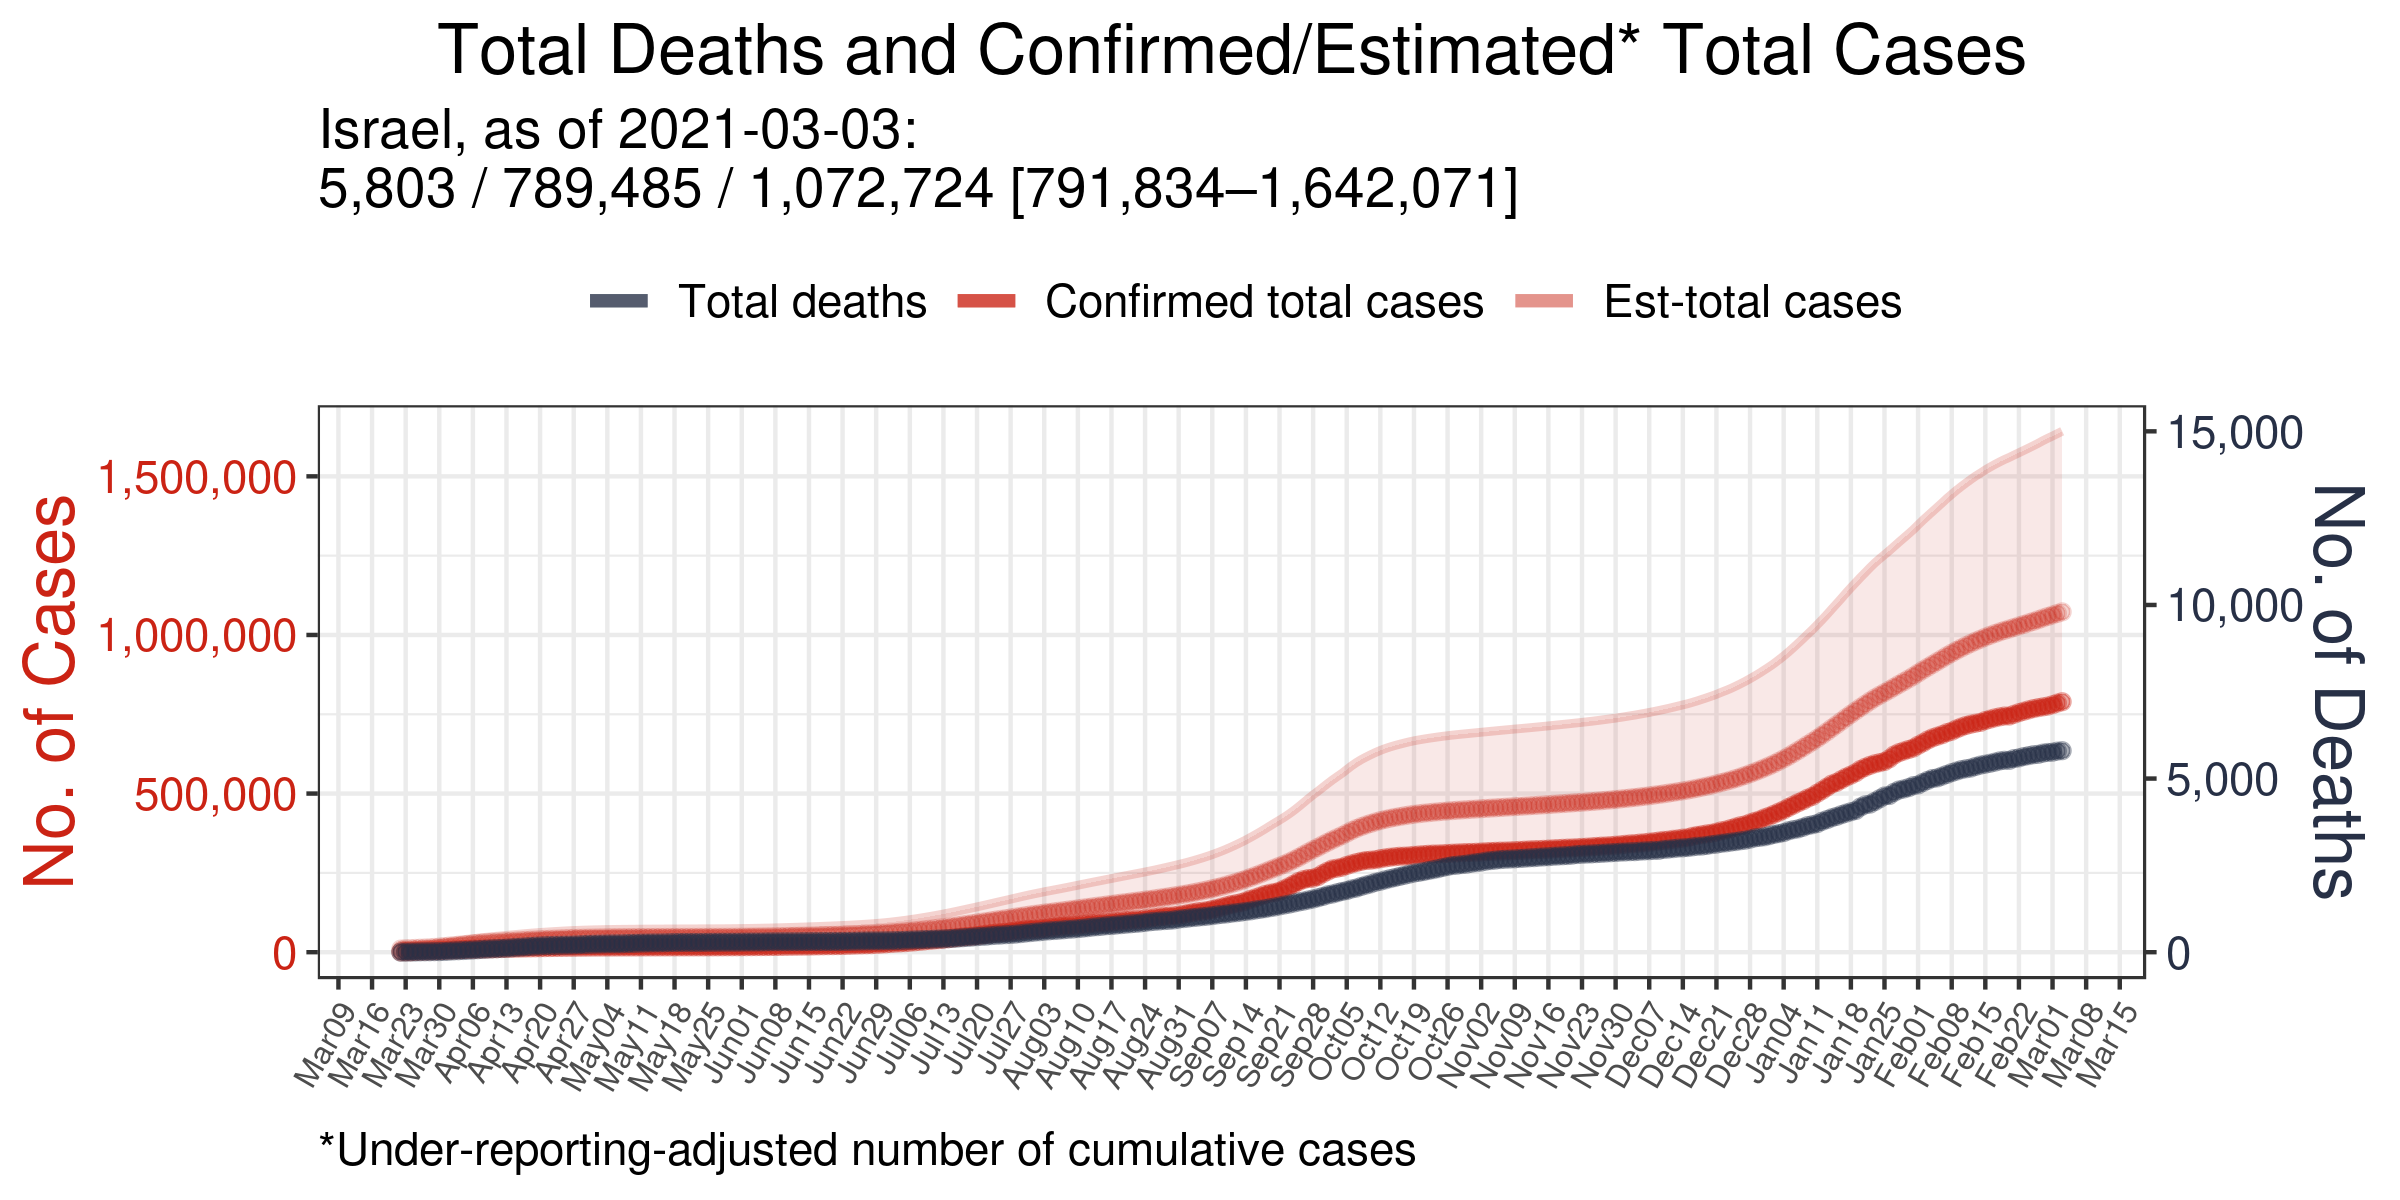 Total Deaths and Confirmed/Estimated* Total Cases
Israel, as of 2021-03-03:
5,803 / 789,485 / 1,072,724 [791,834–1,642,071]
Total deaths
Confirmed total cases
Est-total cases
No. of Cases
1,500,000
1,000,000
500,000
0
15,000
10,000
5,000
0
No. of Deaths
Mar09
Mar16
Mar23
Mar30
Apr06
Apr13
Apr20
Apr27
May04
May11
May18
May25
Jun01
Jun08
Jun15
Jun22
Jun29
Jul06
Jul13
Jul20
Jul27
Aug03
Aug10
Aug17
Aug24
Aug31
Sep07
Sep14
Sep21
Sep28
Oct05
Oct12
Oct19
Oct26
Nov02
Nov09
Nov16
Nov23
Nov30
Dec07
Dec14
Dec21
Dec28
Jan04
Jan11
Jan18
Jan25
Feb01
Feb08
Feb15
Feb22
Mar01
Mar08
Mar15
*Under-reporting-adjusted number of cumulative cases